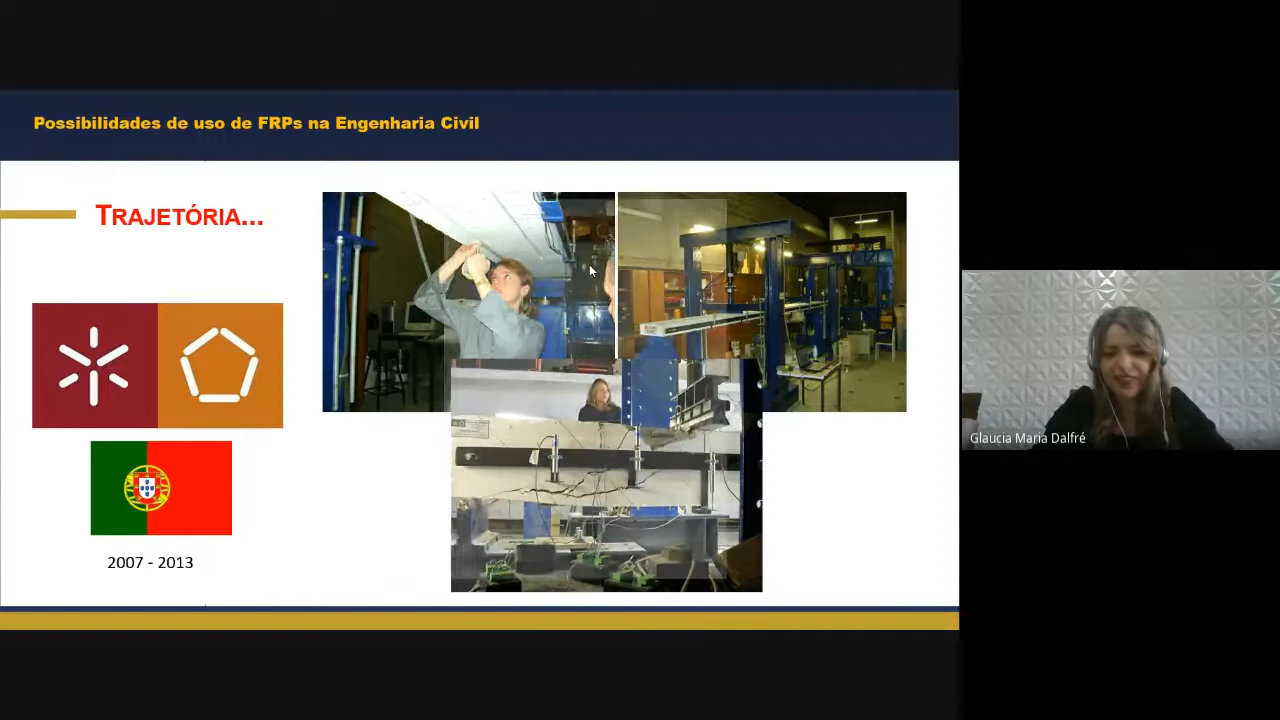 Possibilidades de uso de FRPs na Engenharia Civil
TRAJETÓRIA...
2007 - 2013
Glaucia Maria Dalfré